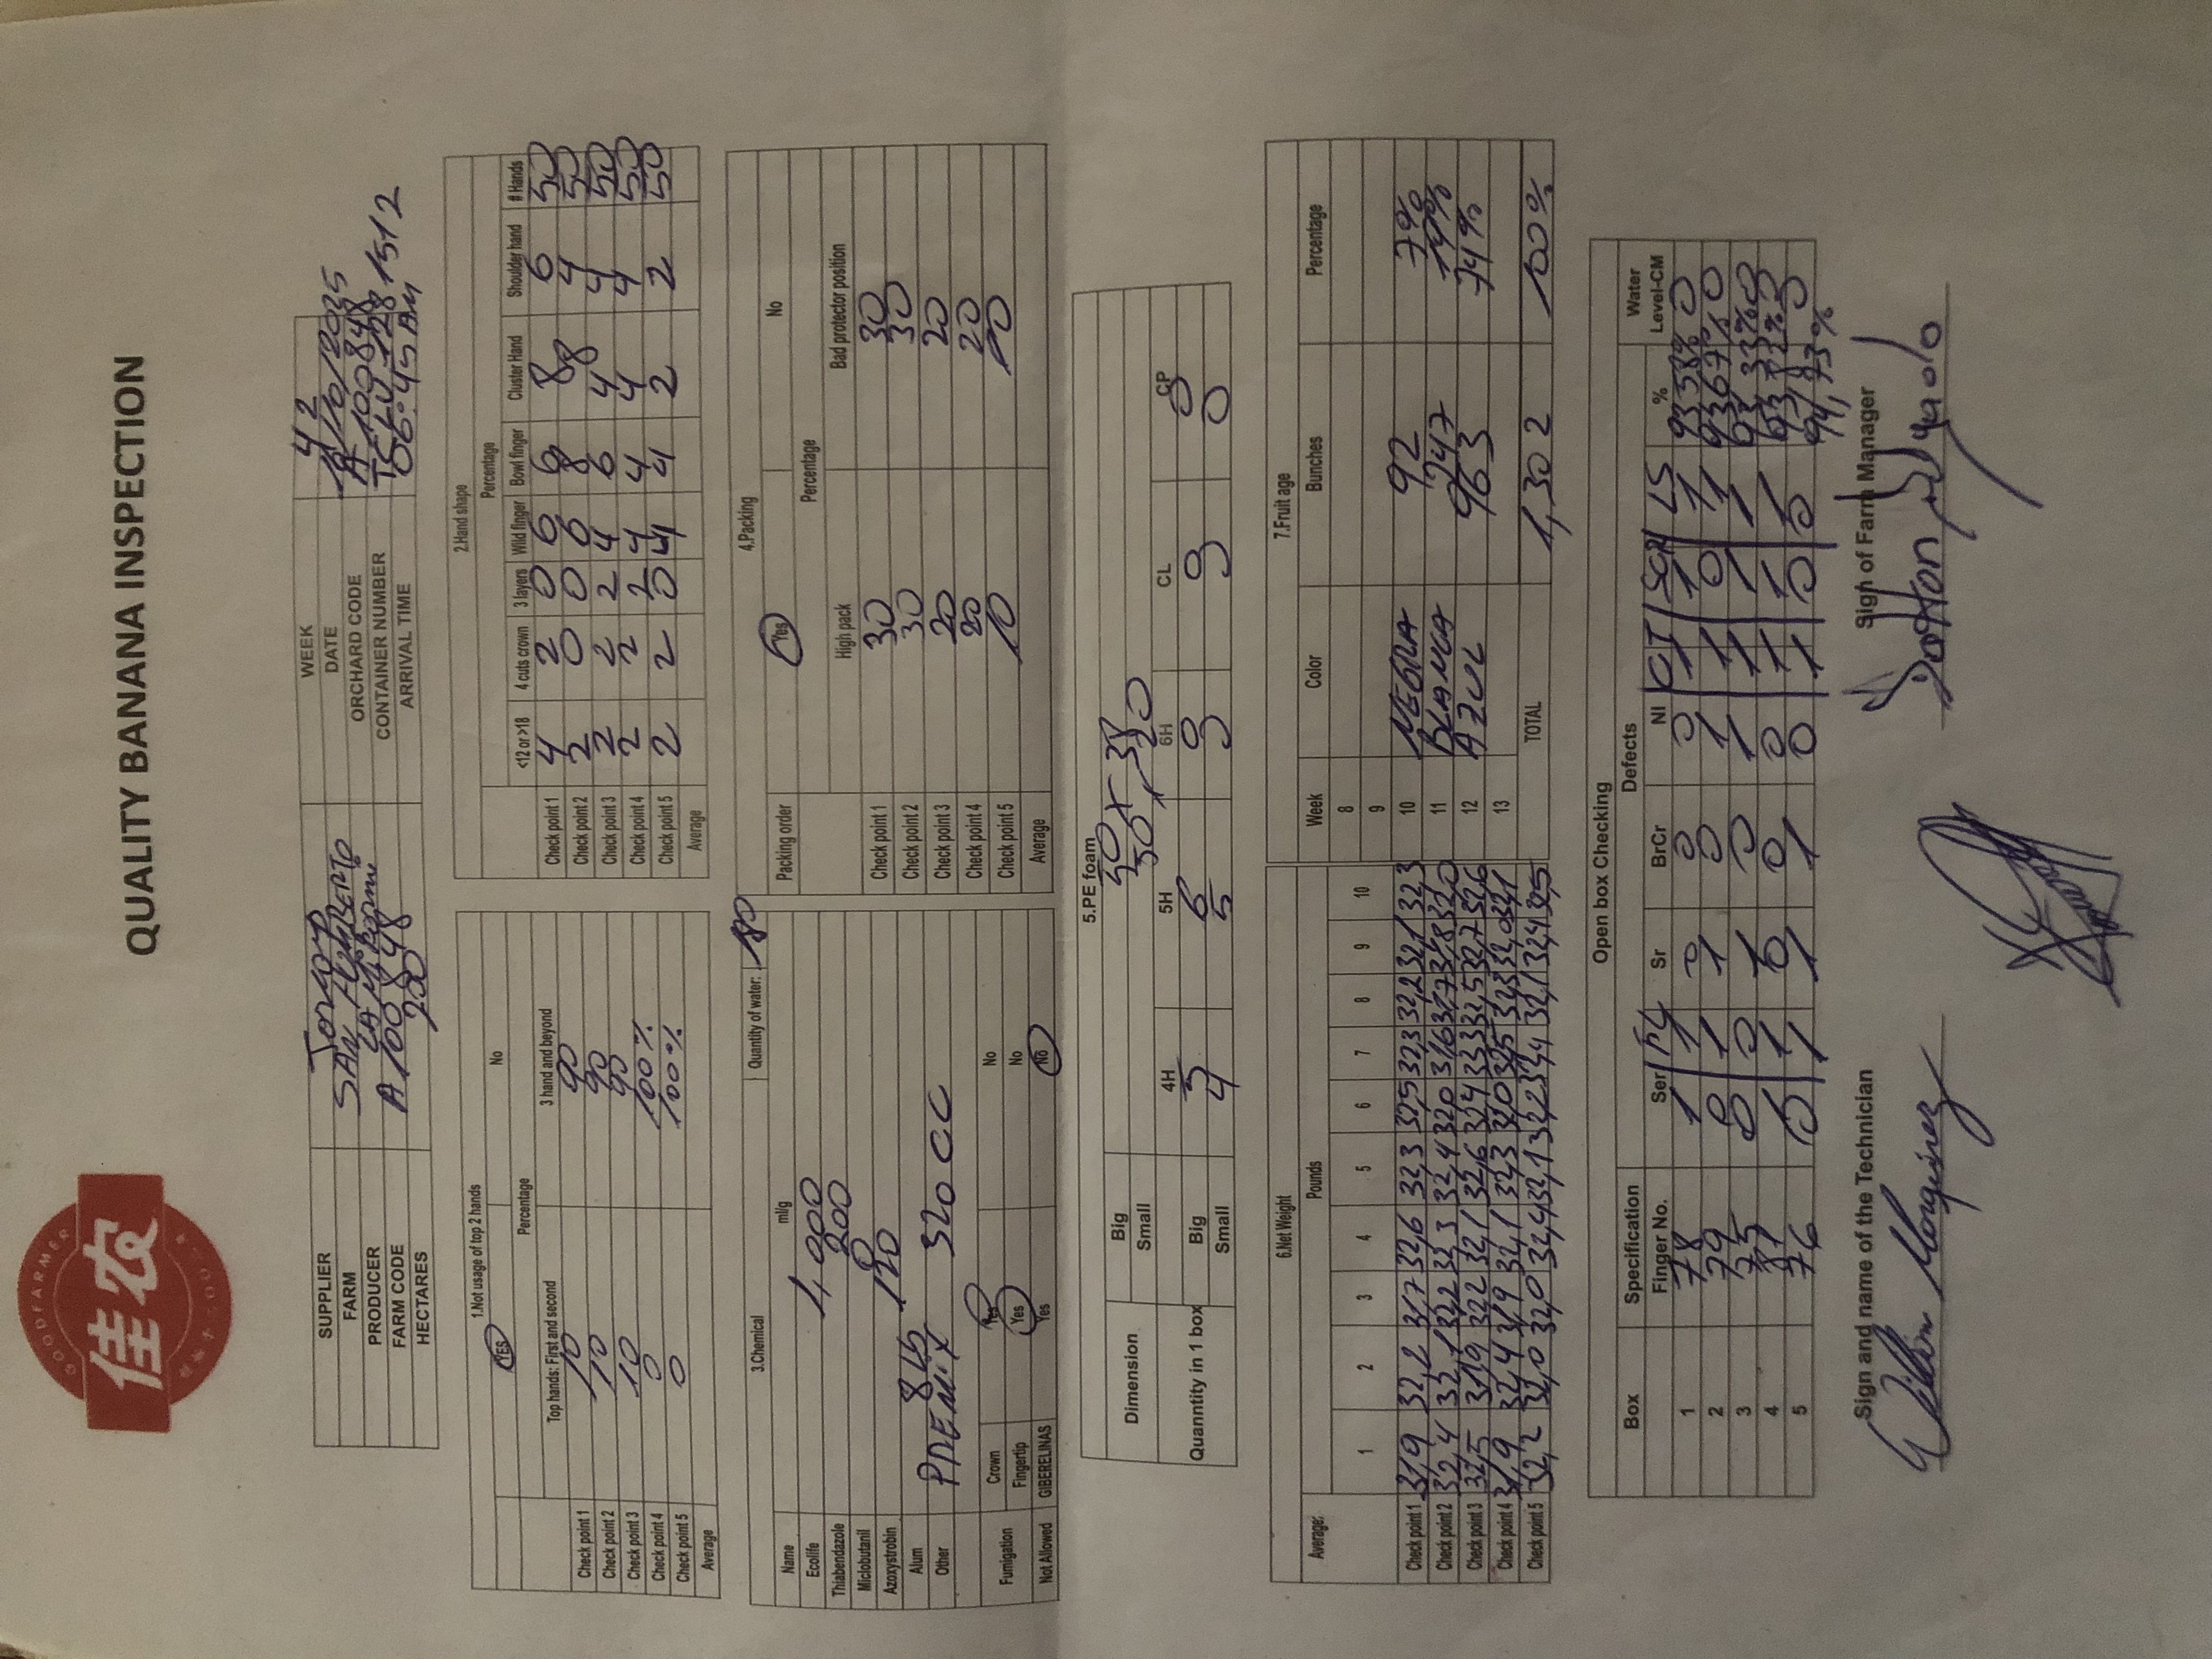 GOODFARMER
佳农
QUALITY BANANA INSPECTION
SUPPLIER Torcorp WEEK 42
FARM SAN HUMBERTO DATE 16/10/2025
PRODUCER ORCHARD CODE A 100848
FARM CODE A 100848 CONTAINER NUMBER TCLU 1281512
HECTARES 200 ARRIVAL TIME 06:45 AM
1.Not usage of top 2 hands
YES No
Percentage
Top hands: First and second 3 hand and beyond
Check point 1 10 90
Check point 2 10 90
Check point 3 10 90
Check point 4 0 100%
Check point 5 0 100%
Average
2.Hand shape
Percentage
<12 or >18 4 cuts crown 3 layers Wild finger Bowl finger Cluster Hand Shoulder hand # Hands
Check point 1 4 2 0 6 6 8 6 50
Check point 2 2 0 0 6 8 8 4 50
Check point 3 2 2 2 4 6 4 4 50
Check point 4 2 2 2 4 4 4 4 50
Check point 5 2 2 0 4 4 2 2 50
Average
3.Chemical Quantity of water: 180
Name ml/g
Ecolife 1,000
Thiabendazole 200
Miclobutanil 0
Azoxystrobin 120
Alum 8 LS
Other PREMIX 320 CC
Fumigation Crown Yes No
Fingertip Yes No
Not Allowed GIBERELINAS Yes No
4.Packing
Packing order Yes No
Percentage
High pack Bad protector position
Check point 1 30 30
Check point 2 30 30
Check point 3 20 20
Check point 4 20 20
Check point 5 10 10
Average
5.PE foam
Dimension Big 50 x 38
Small 50 x 20
4H 5H 6H CL CP
Quanntity in 1 box Big 5 6 0
Small 4 5 0
6.Net Weight
Average: Pounds
1 2 3 4 5 6 7 8 9 10
Check point 1 31,9 32,2 31,7 32,6 32,3 32,5 32,3 32,2 32,1 32,3
Check point 2 32,4 32,1 32,2 32,3 32,4 32,0 31,6 31,7 31,8 32,0
Check point 3 32,5 31,9 32,2 32,1 32,6 32,4 33,3 32,5 32,7 32,6
Check point 4 31,9 32,4 31,9 32,1 32,3 32,0 32,5 32,3 32,0 32,1
Check point 5 32,2 32,0 32,0 32,4 32,1 32,2 32,4 32,1 32,4 32,5
7.Fruit age
Week Color Bunches Percentage
8
9
10 NEGRA 92 7%
11 BLANCA 247 19%
12 AZUL 963 74%
13
TOTAL 1,302 100%
Open box Checking
Box Specification Defects Water
Finger No. Ser FL Sr BrCr NI CT SCR LS % Level-CM
1 78 1 1 0 0 0 1 1 1 93,58% 0
2 79 0 1 1 0 1 1 0 1 93,67% 0
3 75 0 0 1 0 1 1 1 1 93,33% 0
4 81 1 1 0 0 0 1 1 1 93,82% 0
5 76 0 1 1 1 0 1 0 0 94,73%
Sign and name of the Technician Sign of Farm Manager